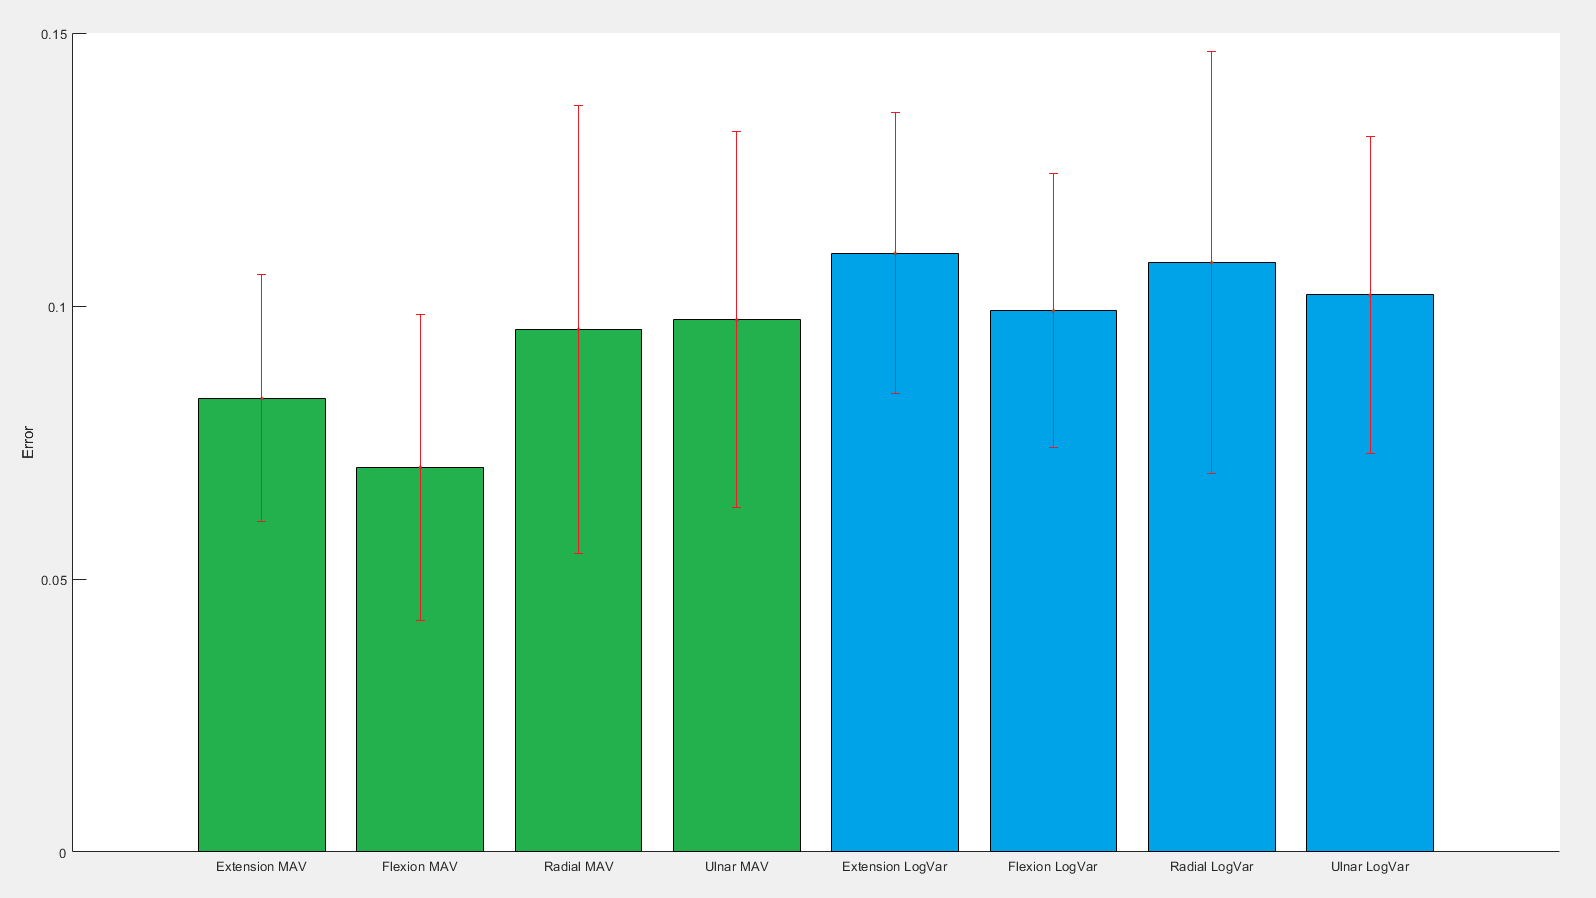 0.15
0.1
0.05
0
Error
Extension MAV
Flexion MAV
Radial MAV
Ulnar MAV
Extension LogVar
Flexion LogVar
Radial LogVar
Ulnar LogVar